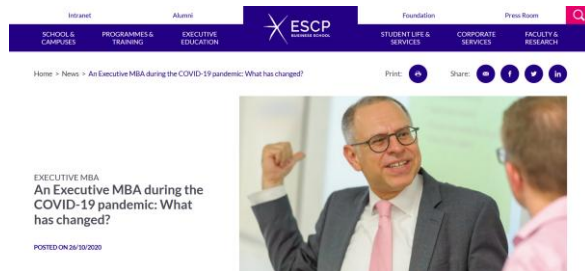 Intranet Alumni Foundation Press Room
ESCP
BUSINESS SCHOOL
SCHOOL & CAMPUSES PROGRAMMES & TRAINING EXECUTIVE EDUCATION STUDENT LIFE & SERVICES CORPORATE SERVICES FACULTY & RESEARCH
Home > News > An Executive MBA during the COVID-19 pandemic: What has changed? Print: Share:
EXECUTIVE MBA
An Executive MBA during the
COVID-19 pandemic: What
has changed?
POSTED ON 26/10/2020